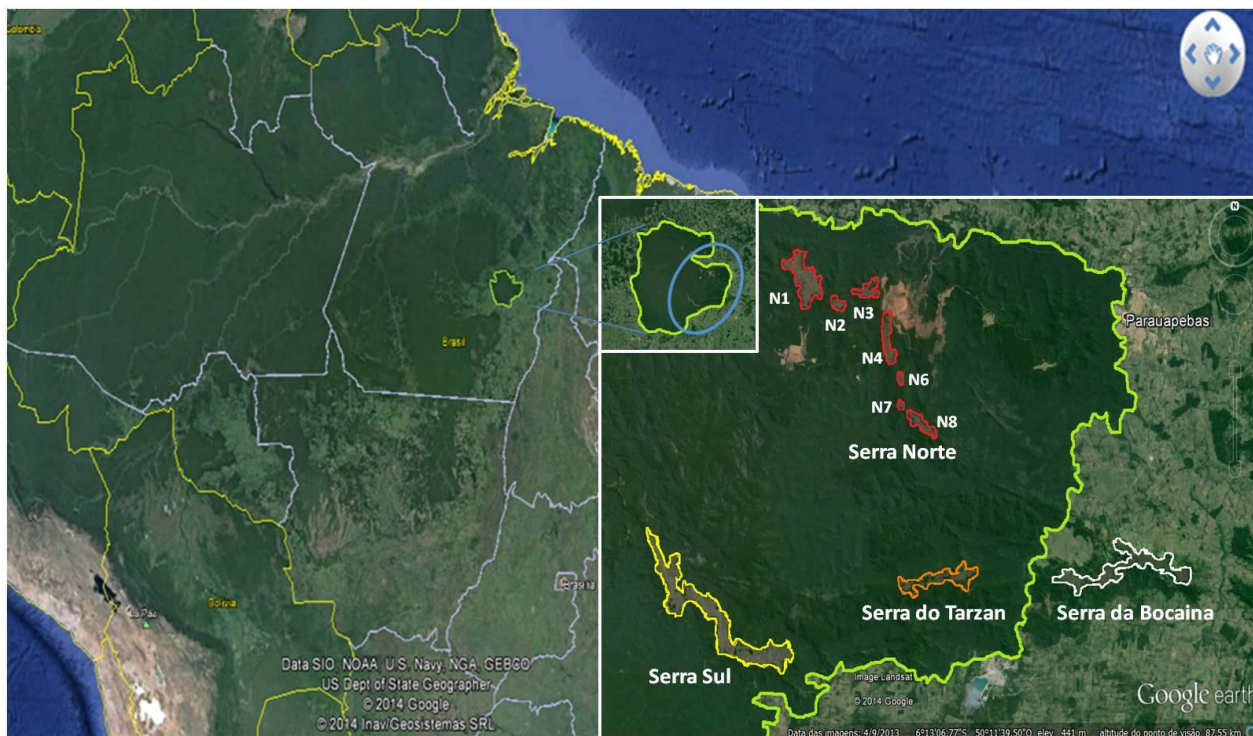 Colombia
Brasil
Brasilia
La Paz
Bolivia
Data SIO, NOAA, U.S. Navy, NGA, GEBCO
US Dept of State Geographer
© 2014 Google
© 2014 Inav/Geosistemas SRL
N
N1
N2
N3
N4
N6
N7
N8
Serra Norte
Parauapebas
Serra do Tarzan
Serra da Bocaina
Serra Sul
Image Landsat
© 2014 Google
Google earth
Data das imagens: 4/9/2013 6°13'06.77"S 50°11'39.50"O elev 441 m altitude do ponto de visão 87.55 km